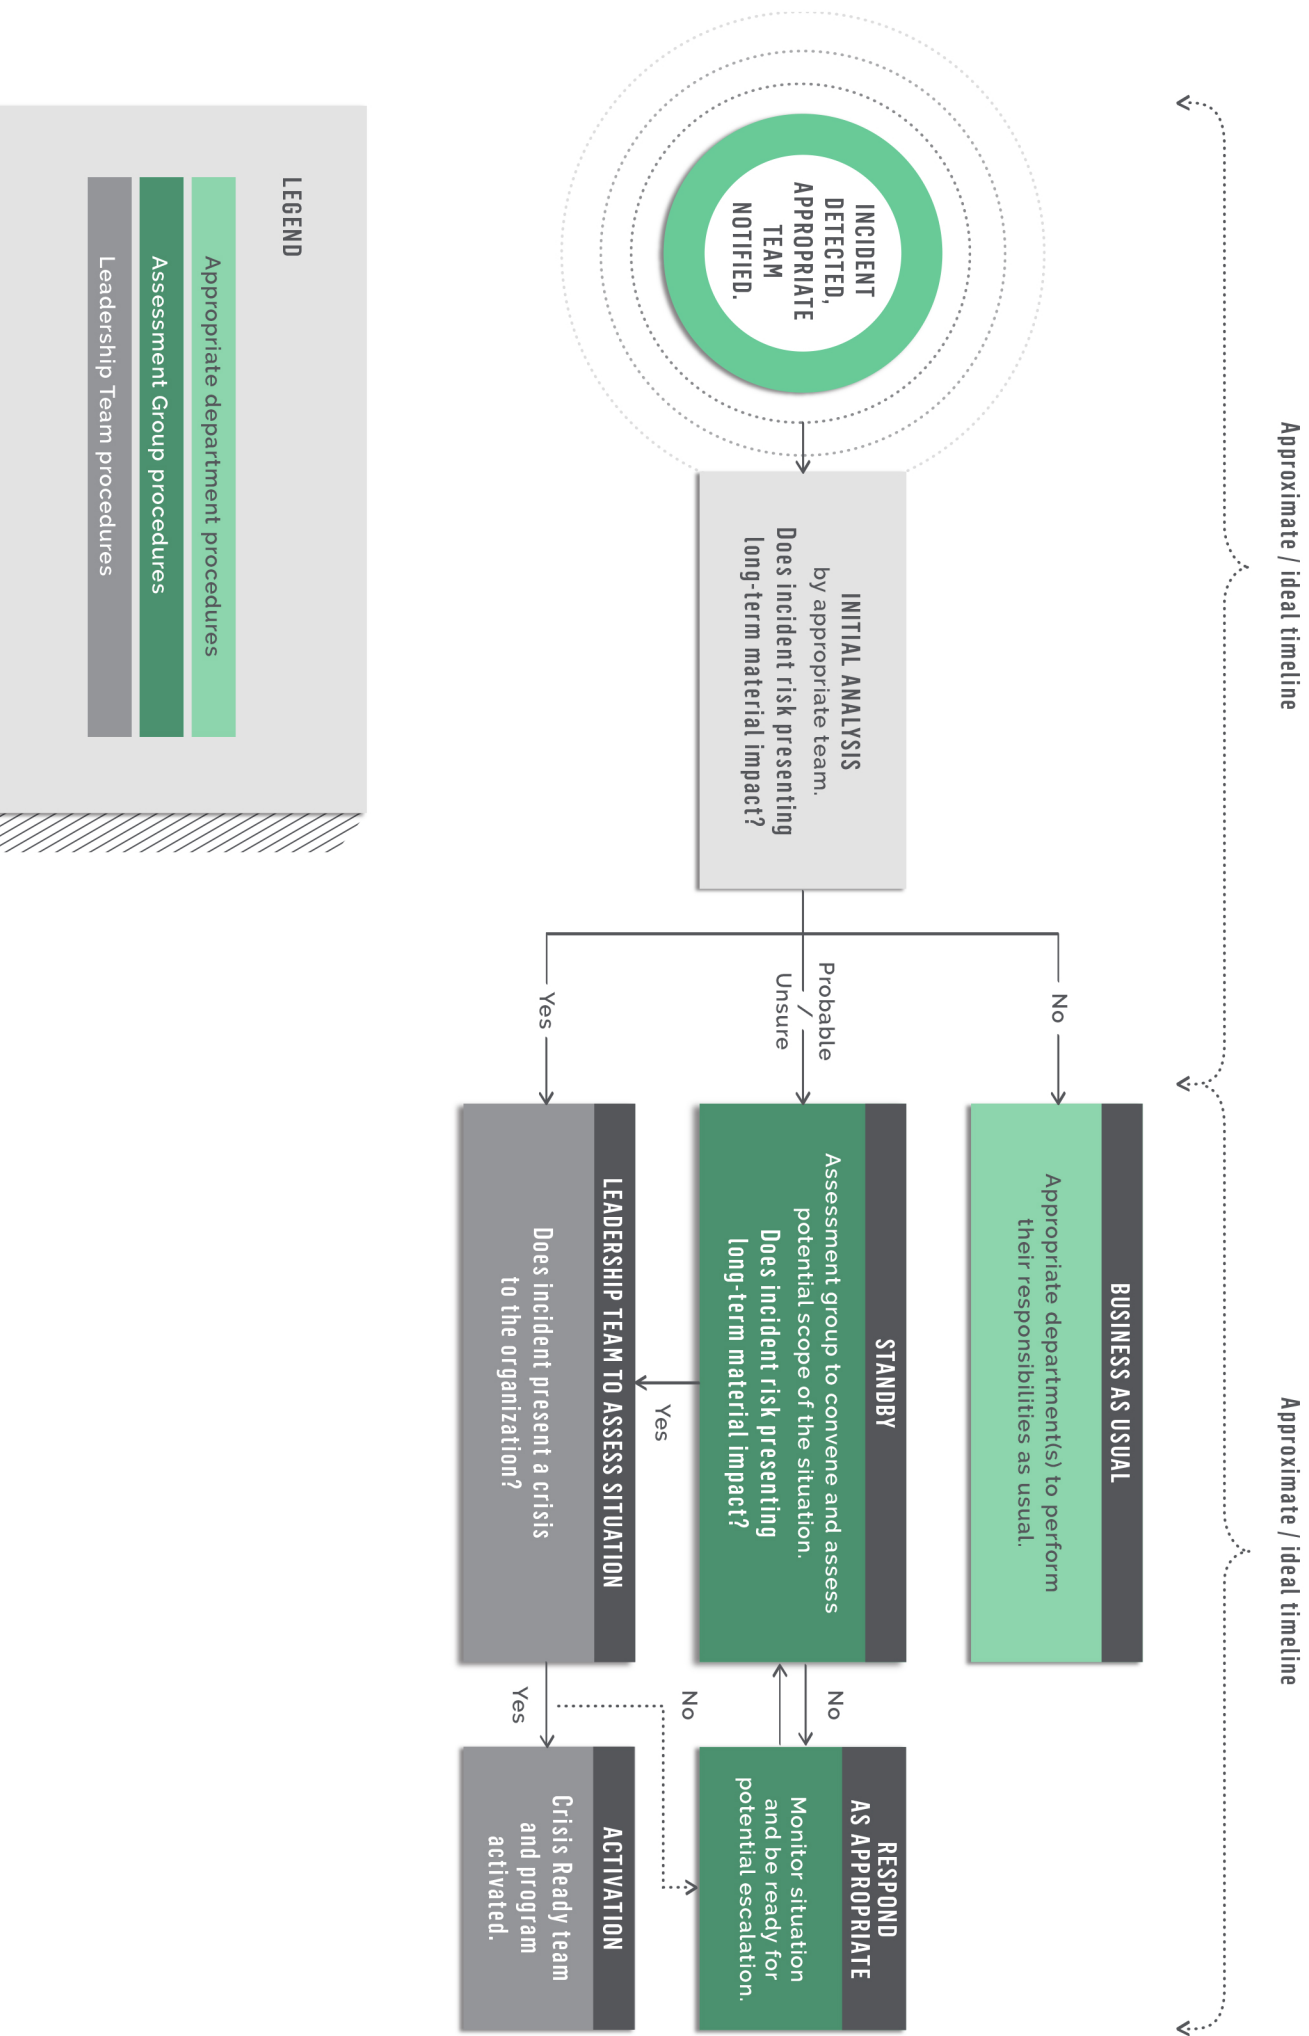 Approximate / ideal timeline
Approximate / ideal timeline
INCIDENT
DETECTED,
APPROPRIATE
TEAM
NOTIFIED.
INITIAL ANALYSIS
by appropriate team.
Does incident risk presenting
long-term material impact?
No
Probable
/
Unsure
Yes
BUSINESS AS USUAL
Appropriate department(s) to perform
their responsibilities as usual.
STANDBY
Assessment group to convene and assess
potential scope of the situation.
Does incident risk presenting
long-term material impact?
Yes
No
RESPOND
AS APPROPRIATE
Monitor situation
and be ready for
potential escalation.
LEADERSHIP TEAM TO ASSESS SITUATION
Does incident present a crisis
to the organization?
No
Yes
ACTIVATION
Crisis Ready team
and program
activated.
LEGEND
Appropriate department procedures
Assessment Group procedures
Leadership Team procedures